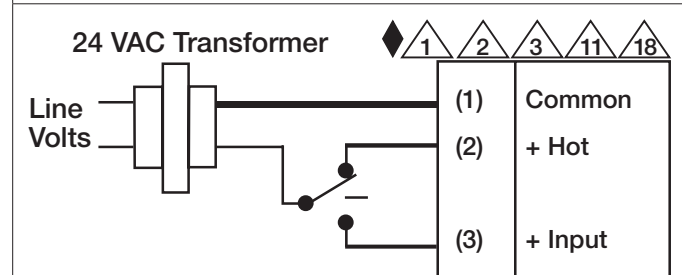 24 VAC Transformer
1 2 3 11 18
Line
Volts
(1) Common
(2) + Hot
(3) + Input